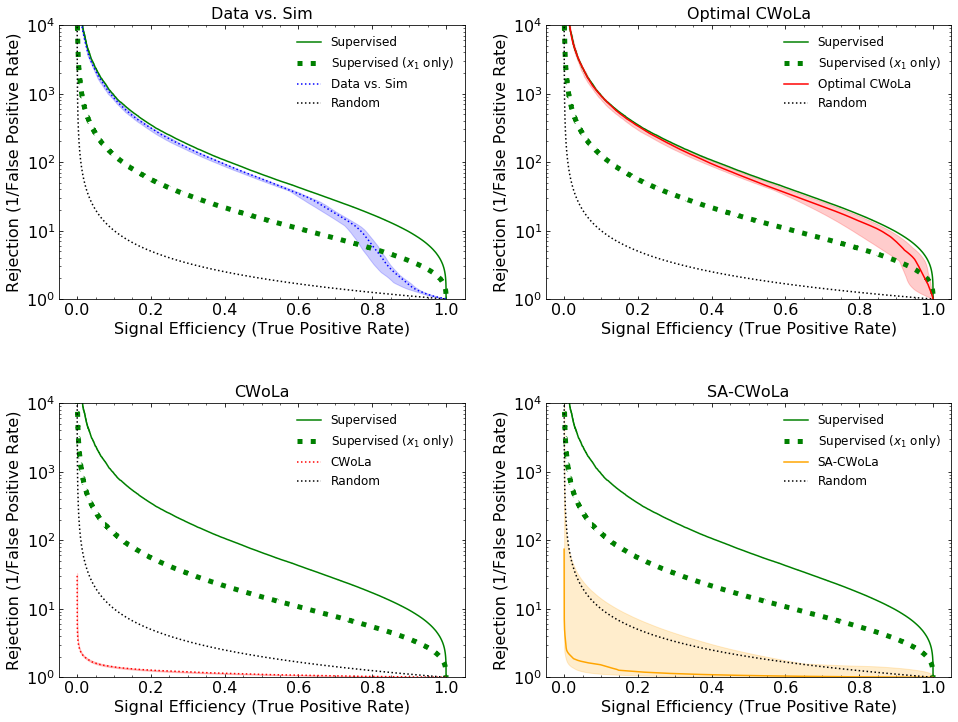 Data vs. Sim
Rejection (1/False Positive Rate)
10^4
10^3
10^2
10^1
10^0
Supervised
Supervised (x_1 only)
Data vs. Sim
Random
0.0 0.2 0.4 0.6 0.8 1.0
Signal Efficiency (True Positive Rate)
Optimal CWoLa
Rejection (1/False Positive Rate)
10^4
10^3
10^2
10^1
10^0
Supervised
Supervised (x_1 only)
Optimal CWoLa
Random
0.0 0.2 0.4 0.6 0.8 1.0
Signal Efficiency (True Positive Rate)
CWoLa
Rejection (1/False Positive Rate)
10^4
10^3
10^2
10^1
10^0
Supervised
Supervised (x_1 only)
CWoLa
Random
0.0 0.2 0.4 0.6 0.8 1.0
Signal Efficiency (True Positive Rate)
SA-CWoLa
Rejection (1/False Positive Rate)
10^4
10^3
10^2
10^1
10^0
Supervised
Supervised (x_1 only)
SA-CWoLa
Random
0.0 0.2 0.4 0.6 0.8 1.0
Signal Efficiency (True Positive Rate)